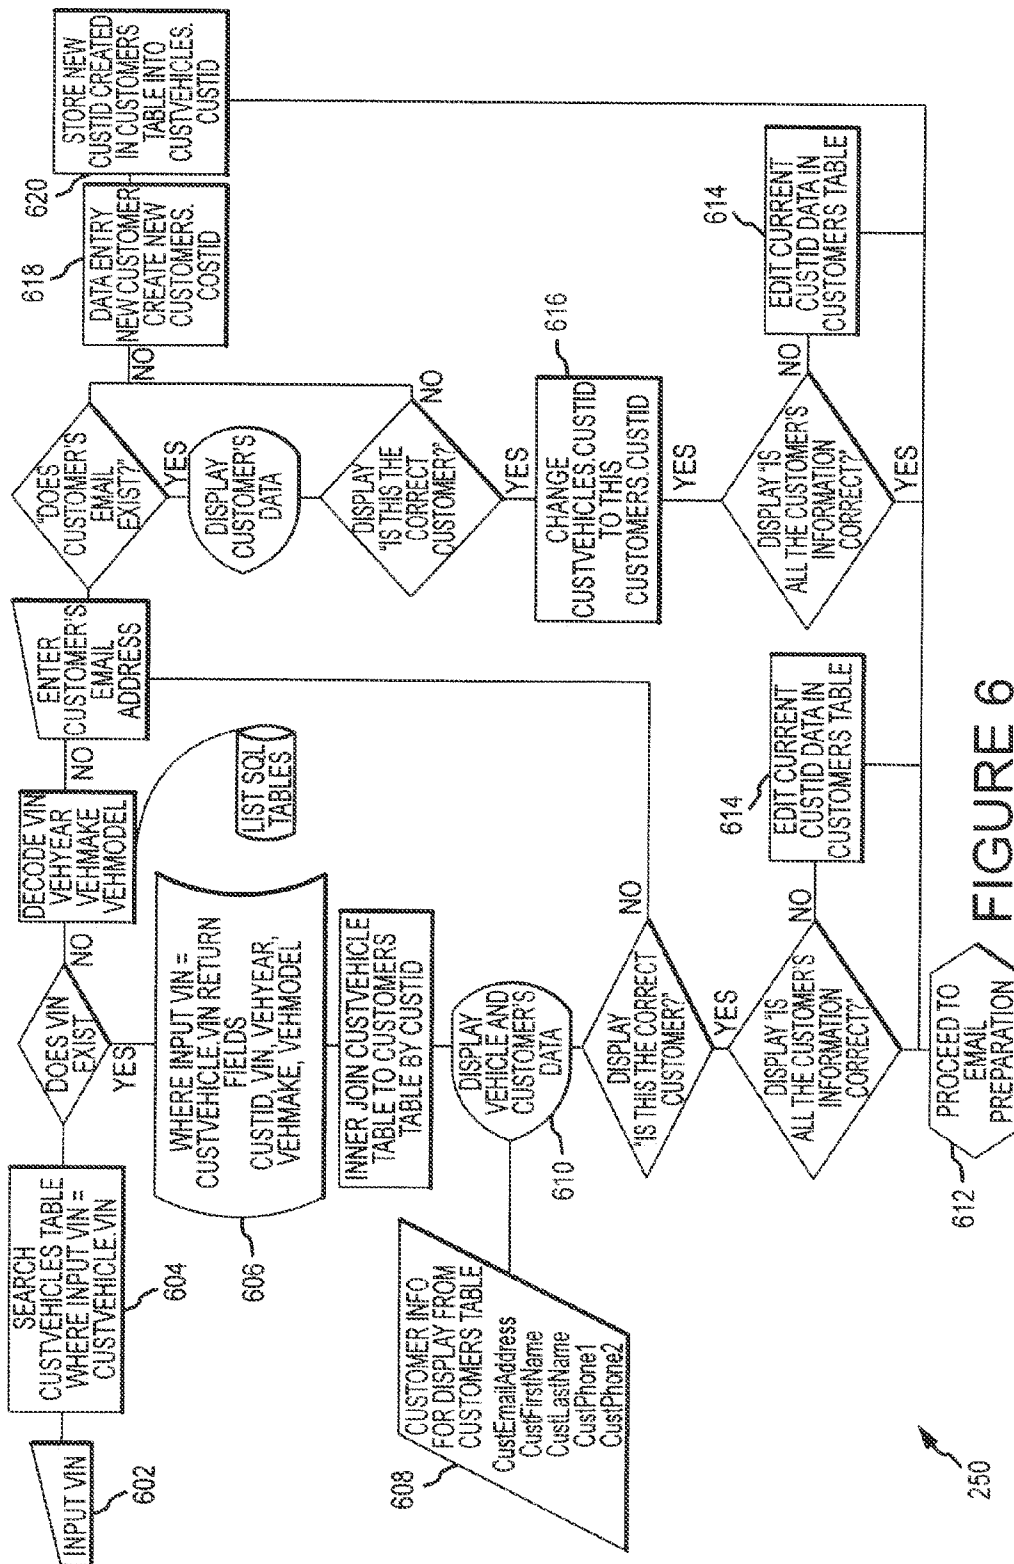 INPUT VIN
602
SEARCH
CUSTVEHICLES TABLE
WHERE INPUT VIN =
CUSTVEHICLE.VIN
604
DOES VIN
EXIST
NO
YES
DECODE VIN
VEHYEAR
VEHMAKE
VEHMODEL
NO
LIST SQL
TABLES
ENTER
CUSTOMER'S
EMAIL
ADDRESS
"DOES
CUSTOMER'S
EMAIL
EXIST?"
NO
YES
618
DATA ENTRY
NEW CUSTOMER
CREATE NEW
CUSTOMERS.
COSTID
620
STORE NEW
CUSTID CREATED
IN CUSTOMERS
TABLE INTO
CUSTVEHICLES.
CUSTID
WHERE INPUT VIN =
CUSTVEHICLE.VIN RETURN
FIELDS
CUSTID, VIN, VEHYEAR,
VEHMAKE, VEHMODEL
606
INNER JOIN CUSTVEHICLE
TABLE TO CUSTOMERS
TABLE BY CUSTID
DISPLAY
VEHICLE AND
CUSTOMER'S
DATA
610
CUSTOMER INFO
FOR DISPLAY FROM
CUSTOMERS TABLE
CustEmailAddress
CustFirstName
CustLastName
CustPhone1
CustPhone2
608
DISPLAY
"IS THIS THE CORRECT
CUSTOMER?"
NO
YES
DISPLAY "IS
ALL THE CUSTOMER'S
INFORMATION
CORRECT?"
NO
614
EDIT CURRENT
CUSTID DATA IN
CUSTOMERS TABLE
DISPLAY
CUSTOMER'S
DATA
DISPLAY
"IS THIS THE
CORRECT
CUSTOMER?"
NO
YES
CHANGE
CUSTVEHICLES.CUSTID
TO THIS
CUSTOMERS.CUSTID
616
YES
DISPLAY "IS
ALL THE CUSTOMER'S
INFORMATION
CORRECT?"
NO
YES
614
EDIT CURRENT
CUSTID DATA IN
CUSTOMERS TABLE
PROCEED TO
EMAIL
PREPARATION
612
250
FIGURE 6